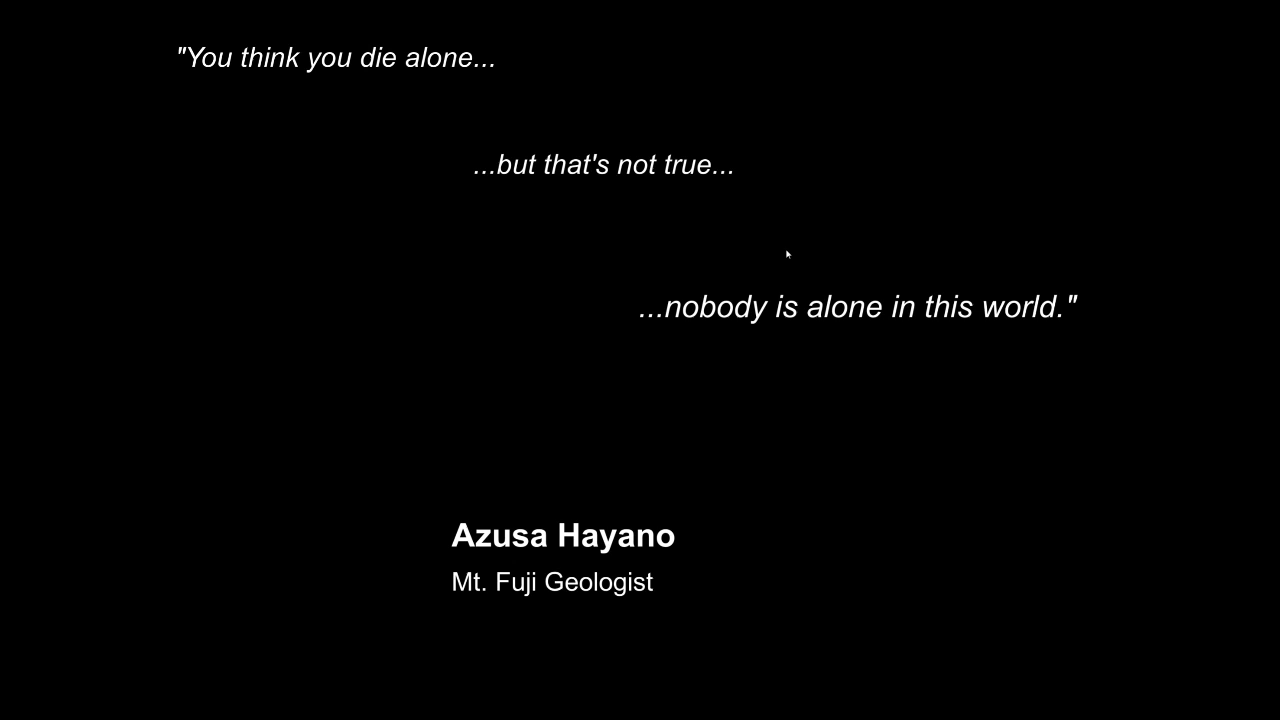 "You think you die alone...
...but that's not true...
...nobody is alone in this world."
Azusa Hayano
Mt. Fuji Geologist